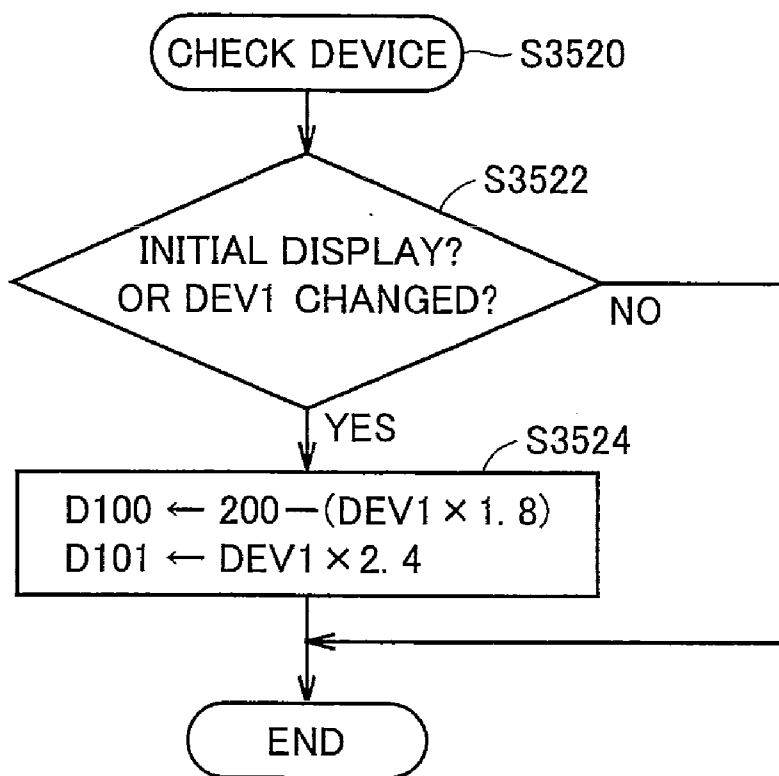 CHECK DEVICE
S3520
S3522
INITIAL DISPLAY?
OR DEV1 CHANGED?
NO
YES
S3524
D100 ← 200−(DEV1×1.8)
D101 ← DEV1×2.4
END